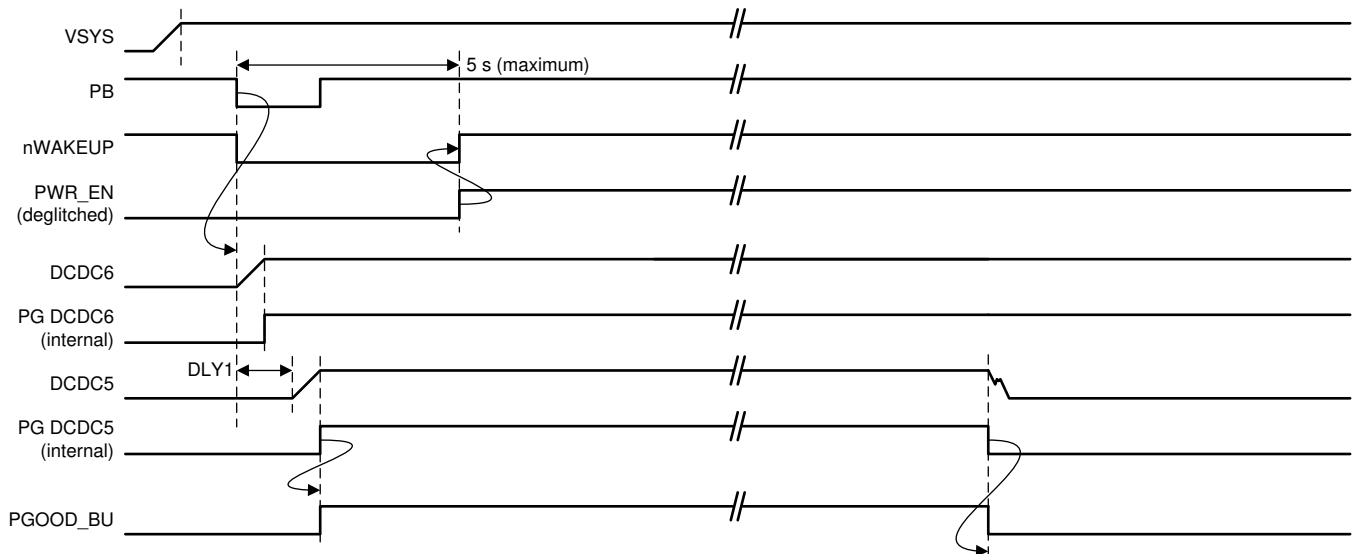 VSYS
5 s (maximum)
PB
nWAKEUP
PWR_EN
(deglitched)
DCDC6
PG DCDC6
(internal)
DLY1
DCDC5
PG DCDC5
(internal)
PGOOD_BU